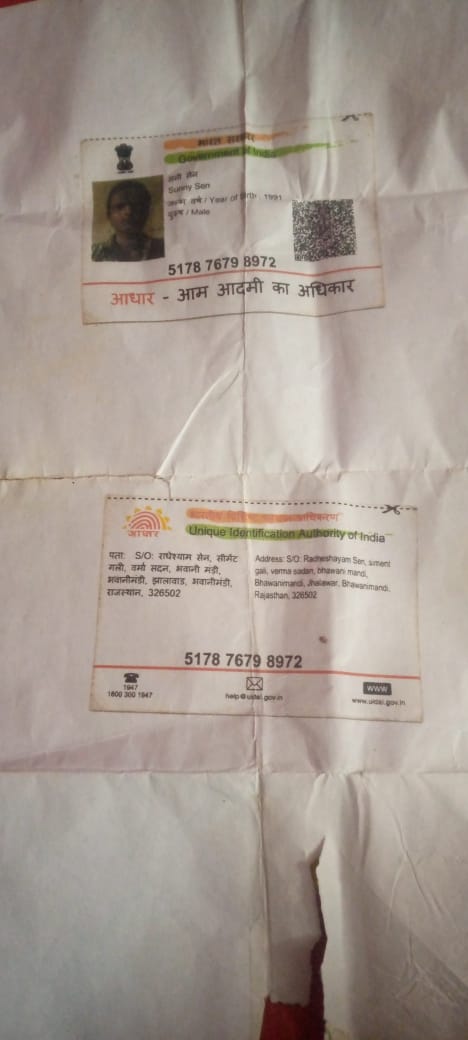 भारत सरकार
Government of India
सनी सेन
Sunny Sen
जन्म वर्ष / Year of Birth : 1991
पुरुष / Male
5178 7679 8972
आधार - आम आदमी का अधिकार
भारतीय विशिष्ट पहचान प्राधिकरण
Unique Identification Authority of India
आधार
पता: S/O: राधेश्याम सेन, सीमेंट
गली, वर्मा सदन, भवानी मंडी,
भवानीमंडी, झालावाड, भवानीमंडी,
राजस्थान, 326502
Address: S/O: Radheshayam Sen, siment
gali, verma sadan, bhawani mandi,
Bhawanimandi, Jhalawar, Bhawanimandi,
Rajasthan, 326502
5178 7679 8972
1947
1800 300 1947
help@uidai.gov.in
www
www.uidai.gov.in